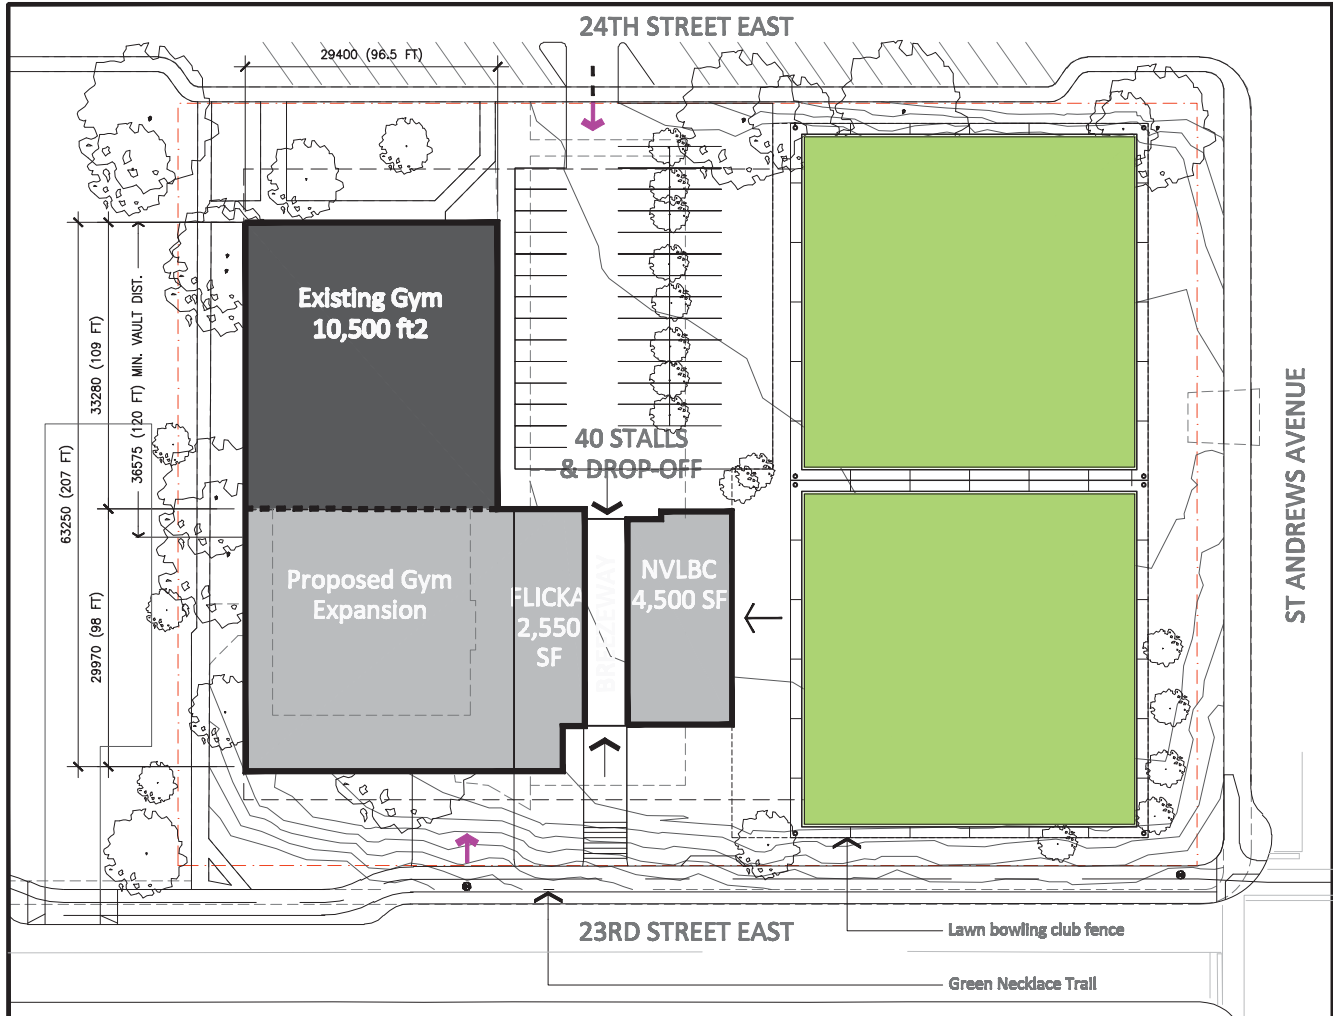 24TH STREET EAST
29400 (96.5 FT)
Existing Gym
10,500 ft2
36575 (120 FT) MIN. VAULT DIST.
33280 (109 FT)
63250 (207 FT)
29970 (98 FT)
40 STALLS
& DROP-OFF
Proposed Gym
Expansion
FLICKA
2,550
SF
BREEZEWAY
NVLBC
4,500 SF
ST ANDREWS AVENUE
23RD STREET EAST
Lawn bowling club fence
Green Necklace Trail